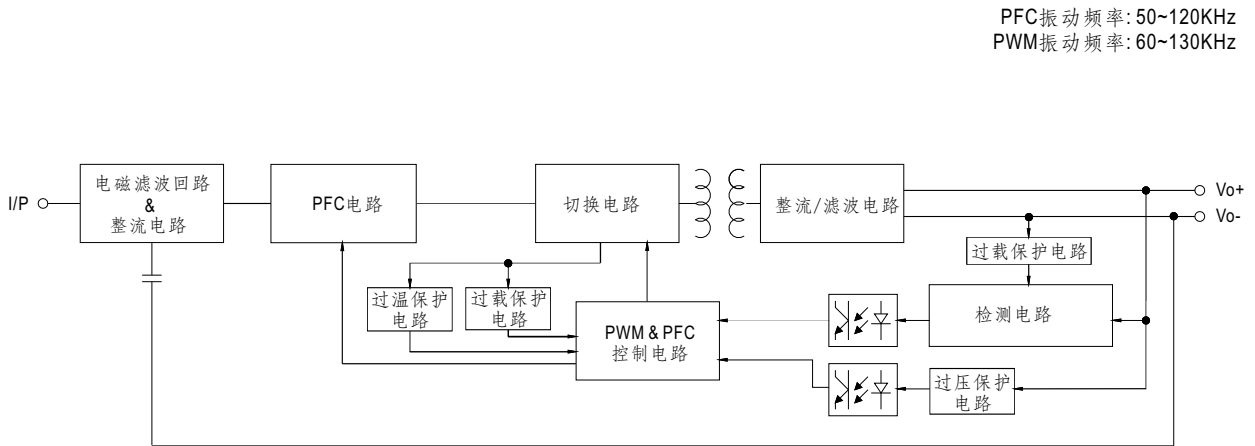 PFC振动频率: 50~120KHz
PWM振动频率: 60~130KHz
I/P
电磁滤波回路
&
整流电路
PFC电路
切换电路
整流/滤波电路
Vo+
Vo-
过载保护电路
过温保护
电路
过载保护
电路
PWM & PFC
控制电路
检测电路
过压保护
电路